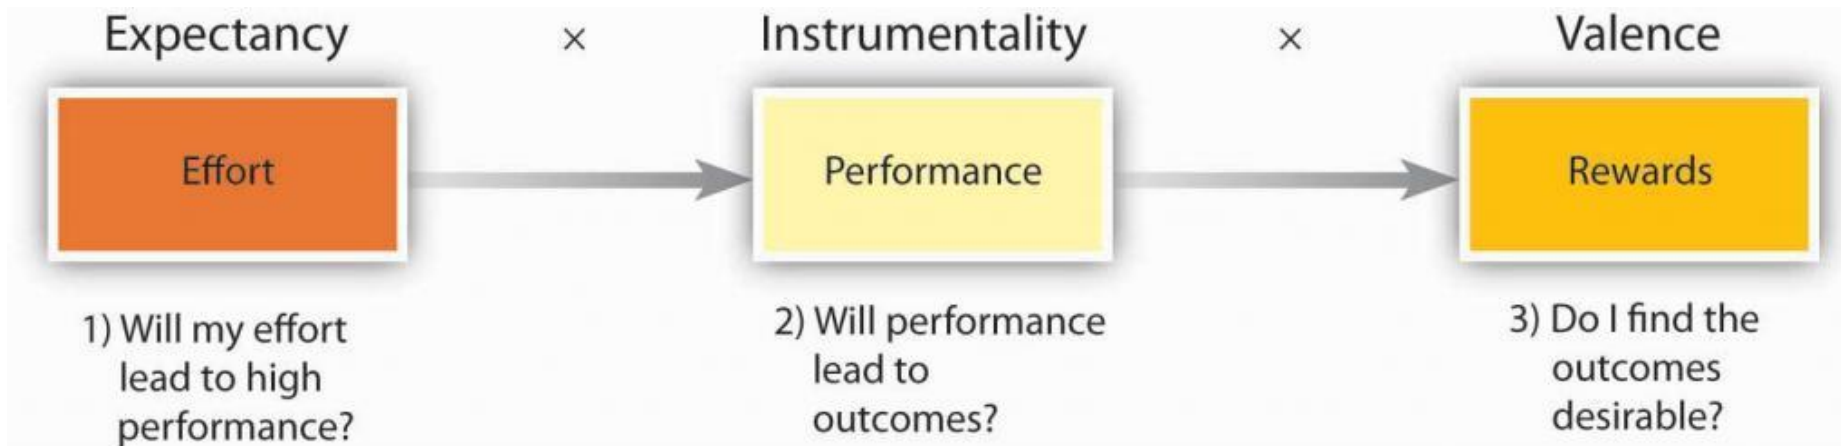 Expectancy × Instrumentality × Valence
Effort Performance Rewards
1) Will my effort
lead to high
performance?
2) Will performance
lead to
outcomes?
3) Do I find the
outcomes
desirable?